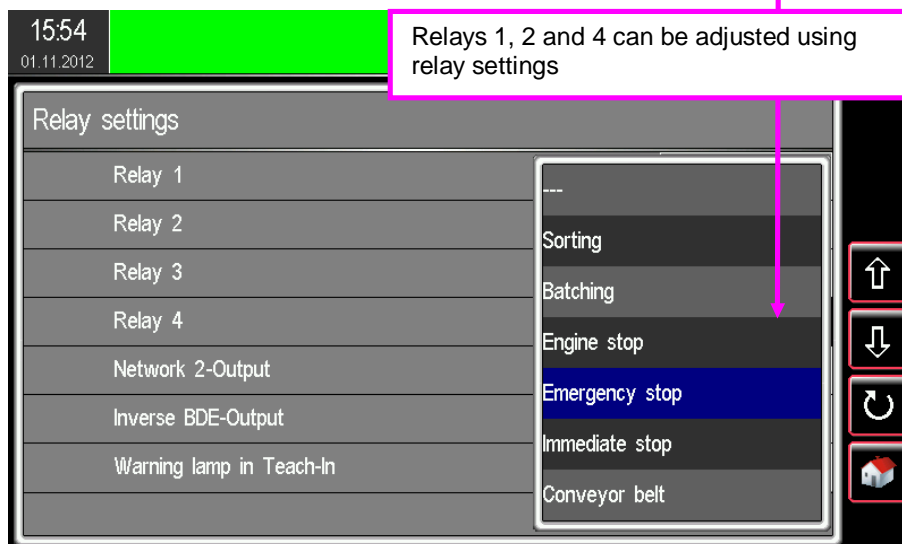 15:54
01.11.2012
Relays 1, 2 and 4 can be adjusted using
relay settings
Relay settings
Relay 1
Relay 2
Relay 3
Relay 4
Network 2-Output
Inverse BDE-Output
Warning lamp in Teach-In
---
Sorting
Batching
Engine stop
Emergency stop
Immediate stop
Conveyor belt